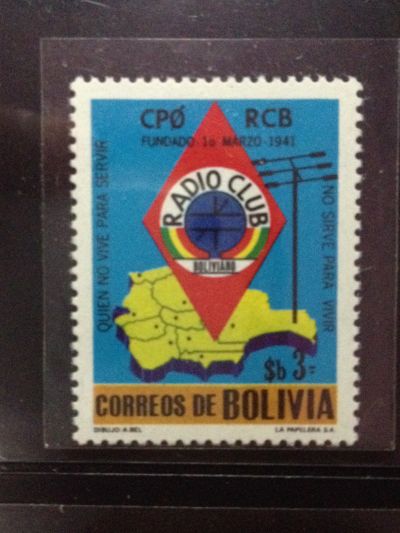 CPØ RCB
FUNDADO 1o MARZO-1941
QUIEN NO VIVE PARA SERVIR
NO SIRVE PARA VIVIR
RADIO CLUB
BOLIVIANO
$b 3=
CORREOS DE BOLIVIA
DIBUJO A-BEL LA PAPELERA S.A.